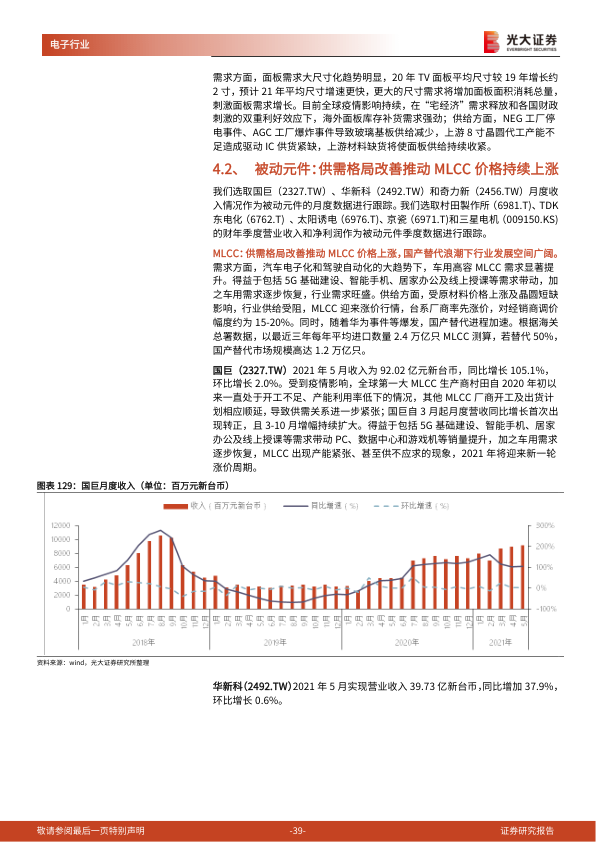 电子行业
光大证券
EVERBRIGHT SECURITIES
需求方面，面板需求大尺寸化趋势明显，20 年 TV 面板平均尺寸较 19 年增长约
2 寸，预计 21 年平均尺寸增速更快，更大的尺寸需求将增加面板面积消耗总量，
刺激面板需求增长。目前全球疫情影响持续，在“宅经济”需求释放和各国财政
刺激的双重利好效应下，海外面板库存补货需求强劲；供给方面，NEG 工厂停
电事件、AGC 工厂爆炸事件导致玻璃基板供给减少，上游 8 寸晶圆代工产能不
足造成驱动 IC 供货紧缺，上游材料缺货将使面板供给持续收紧。
4.2、 被动元件：供需格局改善推动 MLCC 价格持续上涨
我们选取国巨（2327.TW）、华新科（2492.TW）和奇力新（2456.TW）月度收
入情况作为被动元件的月度数据进行跟踪。我们选取村田製作所 (6981.T)、TDK
东电化 (6762.T) 、太阳诱电 (6976.T)、京瓷 (6971.T)和三星电机 (009150.KS)
的财年季度营业收入和净利润作为被动元件季度数据进行跟踪。
MLCC：供需格局改善推动 MLCC 价格上涨，国产替代浪潮下行业发展空间广阔。
需求方面，汽车电子化和驾驶自动化的大趋势下，车用高容 MLCC 需求显著提
升。得益于包括 5G 基础建设、智能手机、居家办公及线上授课等需求带动，加
之车用需求逐步恢复，行业需求旺盛。供给方面，受原材料价格上涨及晶圆短缺
影响，行业供给受阻，MLCC 迎来涨价行情，台系厂商率先涨价，对经销商调价
幅度约为 15-20%。同时，随着华为事件等爆发，国产替代进程加速。根据海关
总署数据，以最近三年每年平均进口数量 2.4 万亿只 MLCC 测算，若替代 50%，
国产替代市场规模高达 1.2 万亿只。
国巨（2327.TW）2021 年 5 月收入为 92.02 亿元新台币，同比增长 105.1%，
环比增长 2.0%。受到疫情影响，全球第一大 MLCC 生产商村田自 2020 年初以
来一直处于开工不足、产能利用率低下的情况，其他 MLCC 厂商开工及出货计
划相应顺延，导致供需关系进一步紧张；国巨自 3 月起月度营收同比增长首次出
现转正，且 3-10 月增幅持续扩大。得益于包括 5G 基础建设、智能手机、居家
办公及线上授课等需求带动 PC、数据中心和游戏机等销量提升，加之车用需求
逐步恢复，MLCC 出现产能紧张、甚至供不应求的现象，2021 年将迎来新一轮
涨价周期。
图表 129：国巨月度收入（单位：百万元新台币）
收入（百万元新台币） 同比增速（%） 环比增速（%）
12000 300%
10000
8000 200%
6000 100%
4000 0%
2000
0 -100%
1月 2月 3月 4月 5月 6月 7月 8月 9月 10月 11月 12月 1月 2月 3月 4月 5月 6月 7月 8月 9月 10月 11月 12月 1月 2月 3月 4月 5月 6月 7月 8月 9月 10月 11月 12月 1月 2月 3月 4月 5月
2018年 2019年 2020年 2021年
资料来源：wind，光大证券研究所整理
华新科（2492.TW）2021 年 5 月实现营业收入 39.73 亿新台币，同比增加 37.9%，
环比增长 0.6%。
敬请参阅最后一页特别声明 -39- 证券研究报告